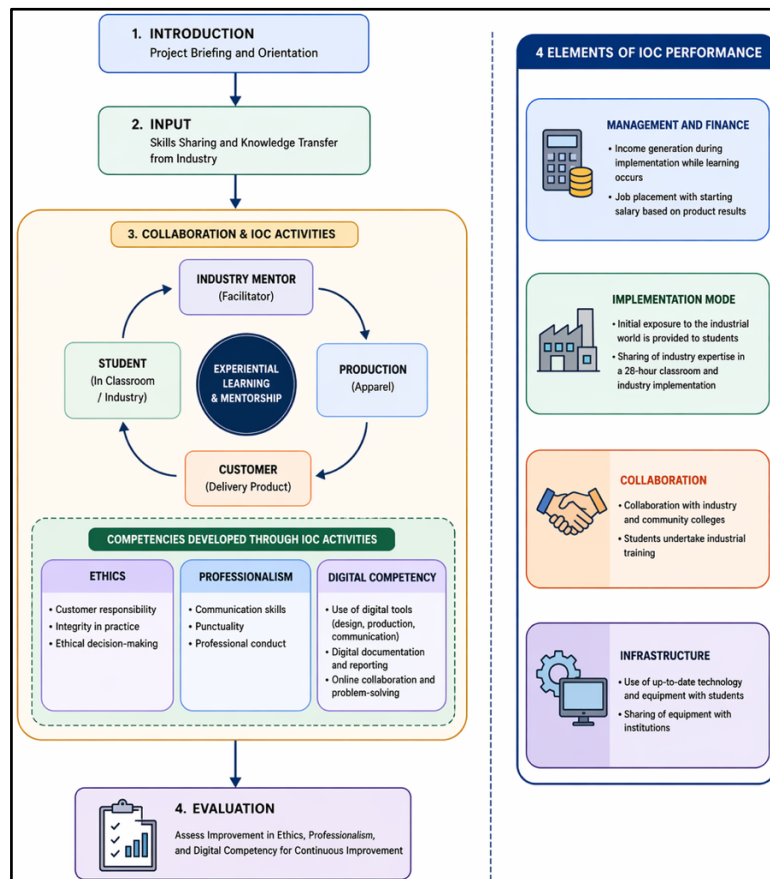 1. INTRODUCTION
Project Briefing and Orientation
2. INPUT
Skills Sharing and Knowledge Transfer
from Industry
3. COLLABORATION & IOC ACTIVITIES
INDUSTRY MENTOR
(Facilitator)
STUDENT
(In Classroom
/ Industry)
EXPERIENTIAL
LEARNING
& MENTORSHIP
PRODUCTION
(Apparel)
CUSTOMER
(Delivery Product)
COMPETENCIES DEVELOPED THROUGH IOC ACTIVITIES
ETHICS
• Customer responsibility
• Integrity in practice
• Ethical decision-making
PROFESSIONALISM
• Communication skills
• Punctuality
• Professional conduct
DIGITAL COMPETENCY
• Use of digital tools
(design, production,
communication)
• Digital documentation
and reporting
• Online collaboration and
problem-solving
4. EVALUATION
Assess Improvement in Ethics, Professionalism,
and Digital Competency for Continuous Improvement
4 ELEMENTS OF IOC PERFORMANCE
MANAGEMENT AND FINANCE
• Income generation during
implementation while learning
occurs
• Job placement with starting
salary based on product results
IMPLEMENTATION MODE
• Initial exposure to the industrial
world is provided to students
• Sharing of industry expertise in
a 28-hour classroom and
industry implementation
COLLABORATION
• Collaboration with industry
and community colleges
• Students undertake industrial
training
INFRASTRUCTURE
• Use of up-to-date technology
and equipment with students
• Sharing of equipment with
institutions